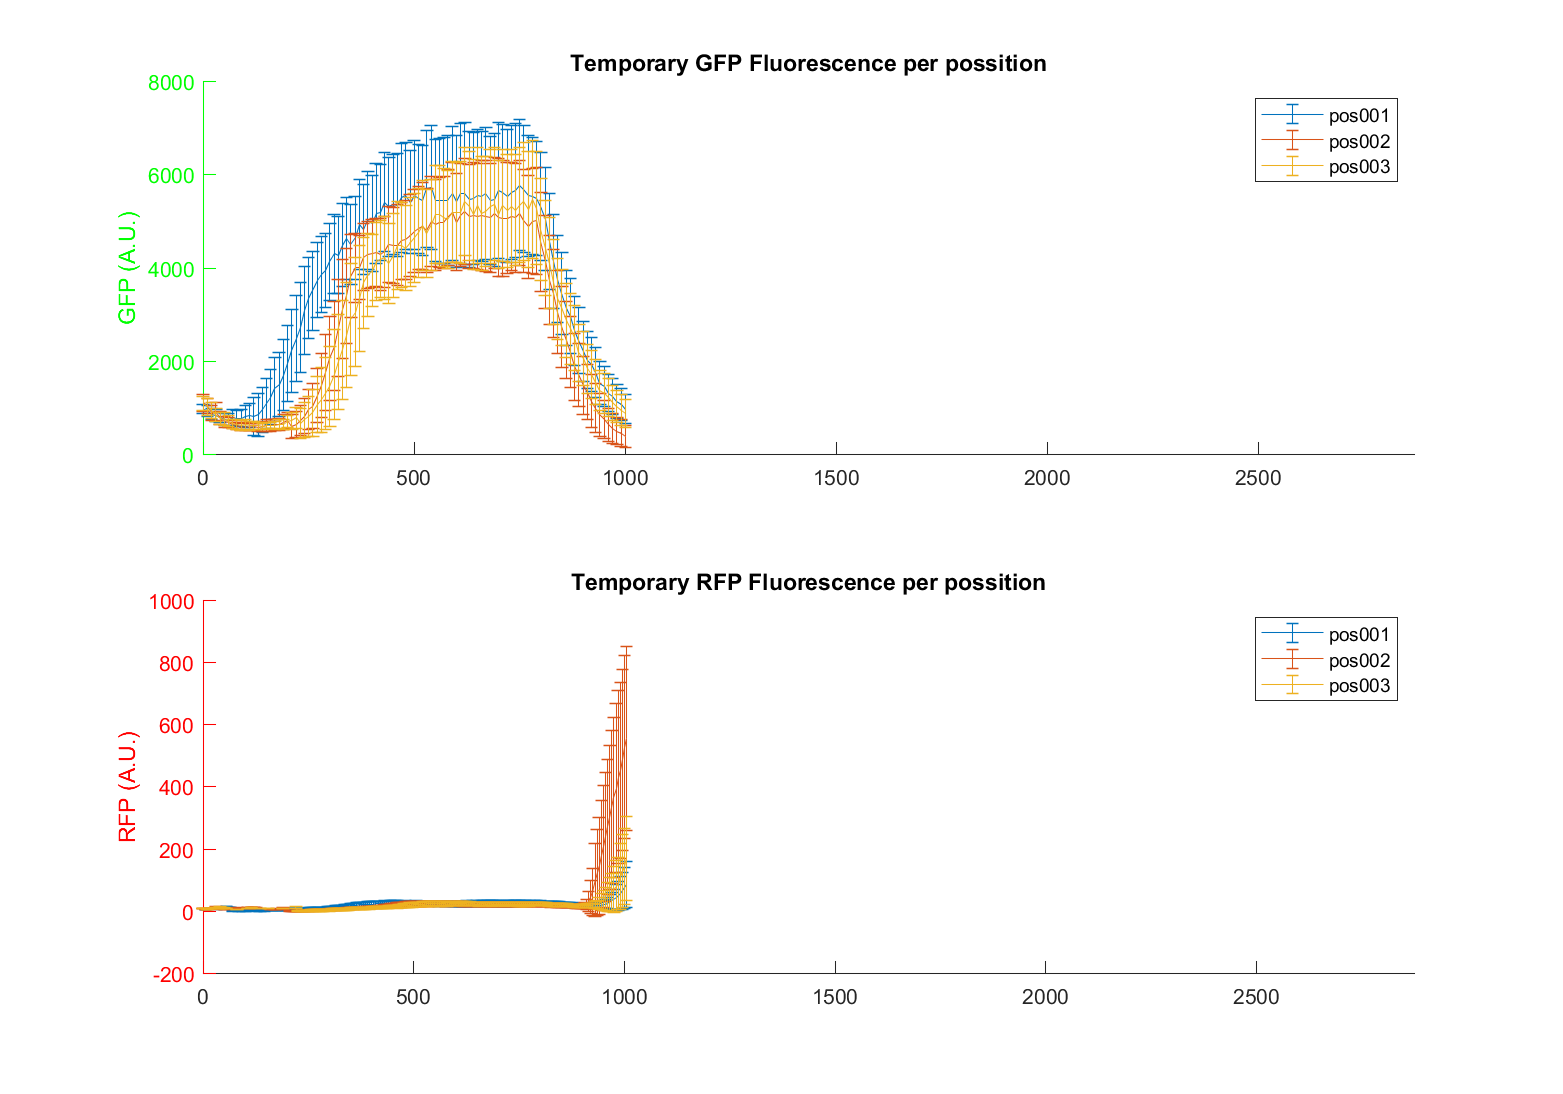 Temporary GFP Fluorescence per possition
8000
6000
4000
2000
0
GFP (A.U.)
0 500 1000 1500 2000 2500
pos001
pos002
pos003
Temporary RFP Fluorescence per possition
1000
800
600
400
200
0
-200
RFP (A.U.)
0 500 1000 1500 2000 2500
pos001
pos002
pos003